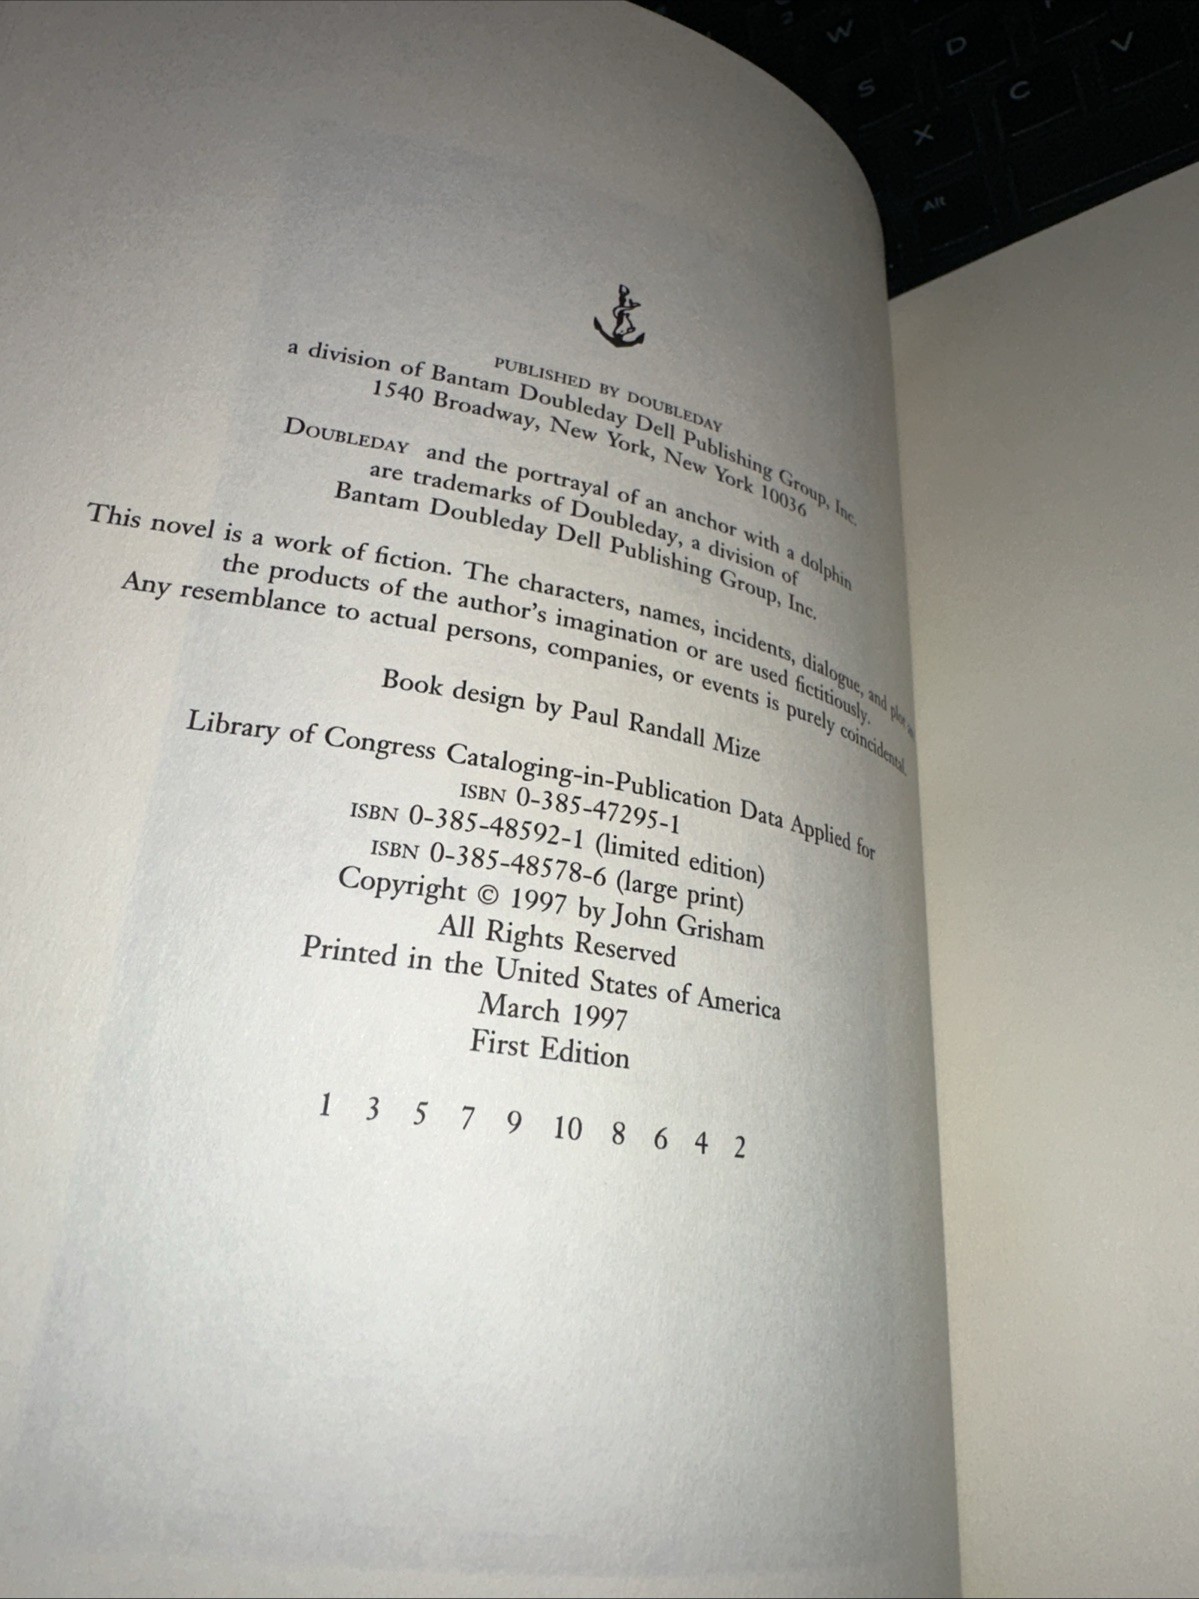 W
D
V
S
C
X
Alt
PUBLISHED BY DOUBLEDAY
a division of Bantam Doubleday Dell Publishing Group, Inc.
1540 Broadway, New York, New York 10036
DOUBLEDAY and the portrayal of an anchor with a dolphin
are trademarks of Doubleday, a division of
Bantam Doubleday Dell Publishing Group, Inc.
This novel is a work of fiction. The characters, names, incidents, dialogue, and plot
the products of the author's imagination or are used fictitiously.
Any resemblance to actual persons, companies, or events is purely coincidental.
Book design by Paul Randall Mize
Library of Congress Cataloging-in-Publication Data Applied for
ISBN 0-385-47295-1
ISBN 0-385-48592-1 (limited edition)
ISBN 0-385-48578-6 (large print)
Copyright © 1997 by John Grisham
All Rights Reserved
Printed in the United States of America
March 1997
First Edition
1 3 5 7 9 10 8 6 4 2